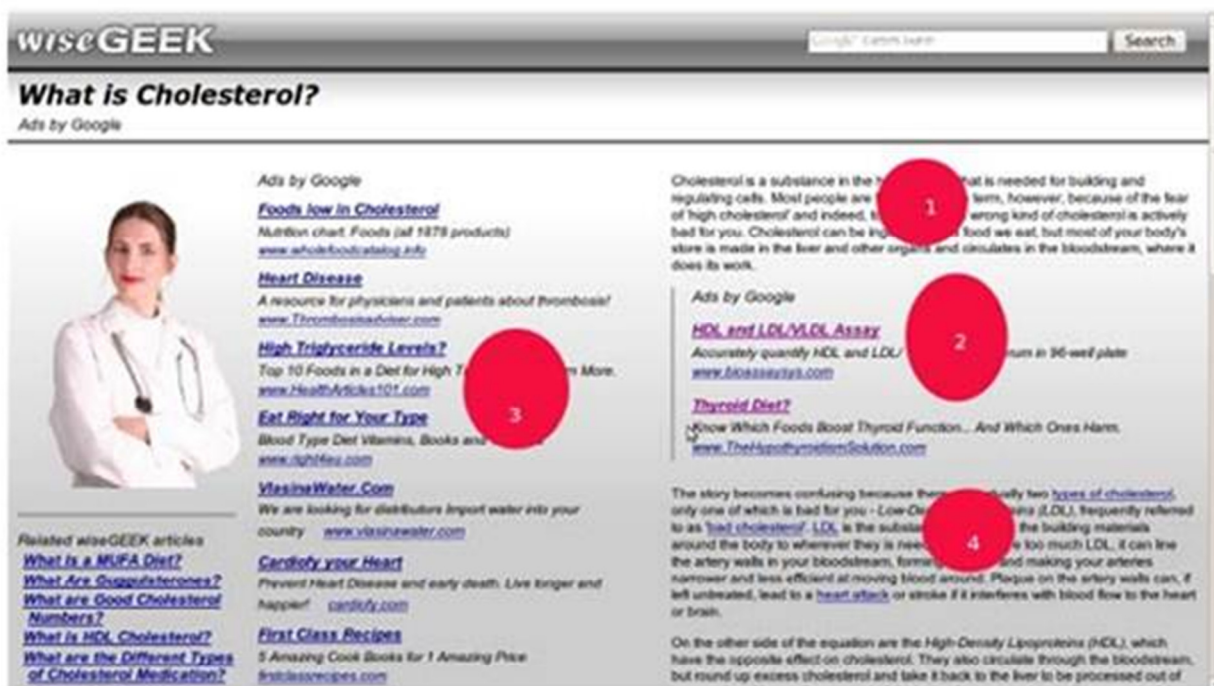 wiseGEEK
Search
What is Cholesterol?
Ads by Google
Related wiseGEEK articles
What is a MUFA Diet?
What Are Guggulsterones?
What are Good Cholesterol
Numbers?
What is HDL Cholesterol?
What are the Different Types
of Cholesterol Medication?
Ads by Google
Foods low in Cholesterol
Nutrition chart: Foods (all 1878 products)
www.wholefoodcatalog.info
Heart Disease
A resource for physicians and patients about thrombosis!
www.Thrombosisadviser.com
High Triglyceride Levels?
Top 10 Foods in a Diet for High More.
www.HealthArticles101.com
Eat Right for Your Type
Blood Type Diet Vitamins, Books and
www.right4eu.com
VlasinaWater.Com
We are looking for distributors Import water into your
country www.vlasinawater.com
Cardiofy your Heart
Prevent Heart Disease and early death. Live longer and
happier! cardiofy.com
First Class Recipes
5 Amazing Cook Books for 1 Amazing Price
firstclassrecipes.com
3
Cholesterol is a substance in the that is needed for building and
regulating cells. Most people are term, however, because of the fear
of 'high cholesterol' and indeed, wrong kind of cholesterol is actively
bad for you. Cholesterol can be food we eat, but most of your body's
store is made in the liver and other organs and circulates in the bloodstream, where it
does its work.
1
Ads by Google
HDL and LDL/VLDL Assay
Accurately quantify HDL and LDL/ in 96-well plate
www.bioassaysys.com
2
Thyroid Diet?
Know Which Foods Boost Thyroid Function... And Which Ones Harm.
www.TheHypothyroidismSolution.com
The story becomes confusing because two types of cholesterol,
only one of which is bad for you - (LDL), frequently referred
to as 'bad cholesterol'. LDL is the the building materials
around the body to wherever they is too much LDL, it can line
the artery walls in your bloodstream, and making your arteries
narrower and less efficient at moving blood around. Plaque on the artery walls can, if
left untreated, lead to a heart attack or stroke if it interferes with blood flow to the heart
or brain.
4
On the other side of the equation are the High-Density Lipoproteins (HDL), which
have the opposite effect on cholesterol. They also circulate through the bloodstream,
but round up excess cholesterol and take it back to the liver to be processed out of